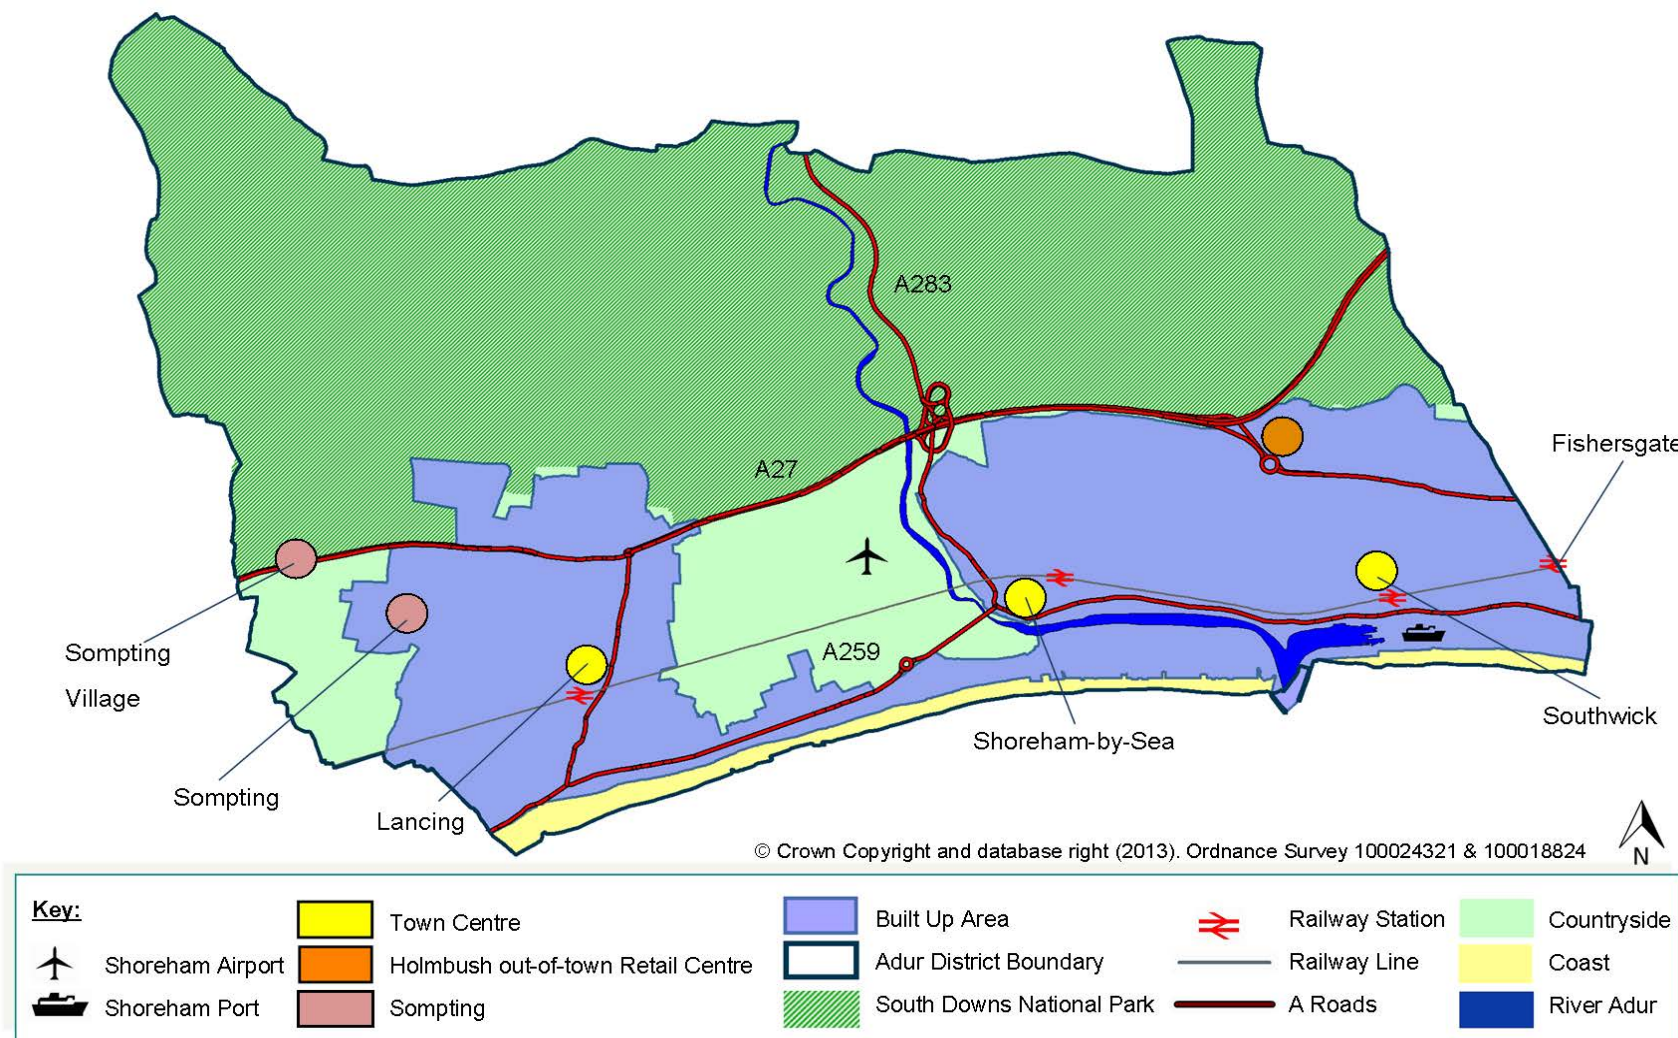 A283
A27
Fishersgate
Sompting
Village
A259
Shoreham-by-Sea
Southwick
Sompting
Lancing
© Crown Copyright and database right (2013). Ordnance Survey 100024321 & 100018824
N
Key:
Shoreham Airport
Shoreham Port
Town Centre
Holmbush out-of-town Retail Centre
Sompting
Built Up Area
Adur District Boundary
South Downs National Park
Railway Station
Railway Line
A Roads
Countryside
Coast
River Adur